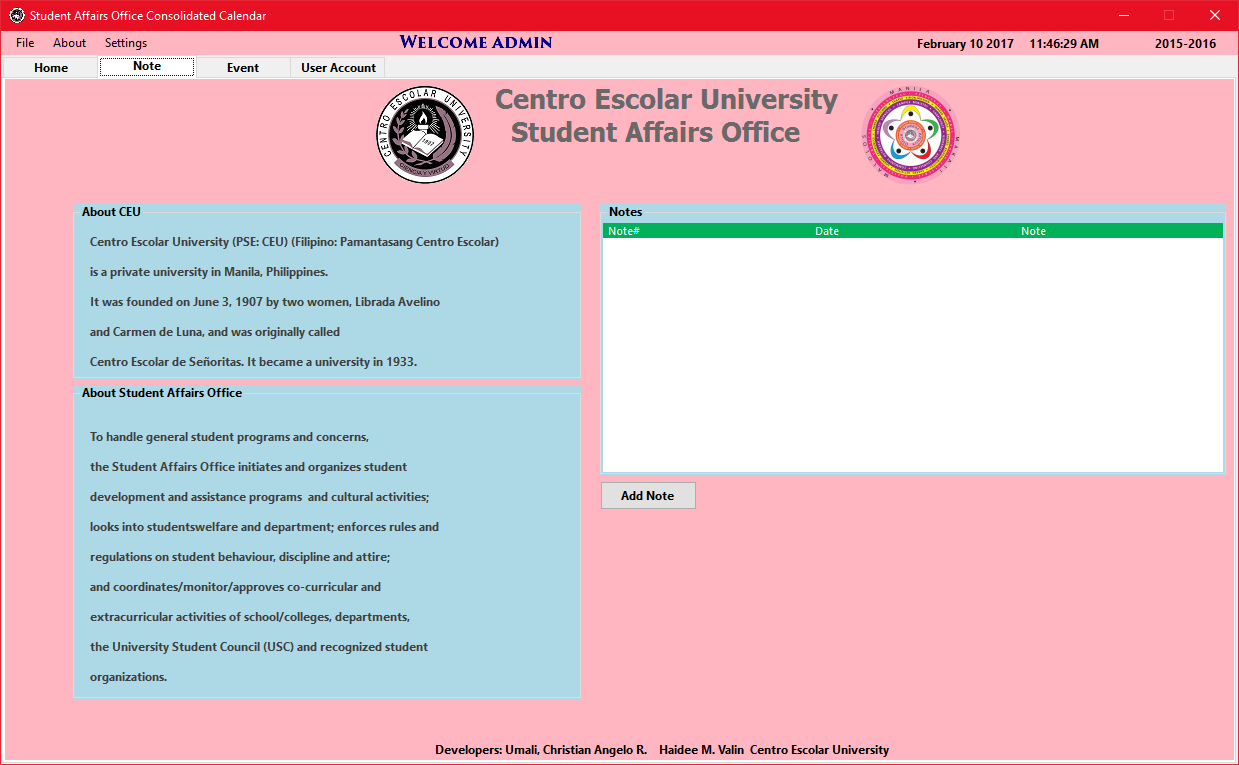 Student Affairs Office Consolidated Calendar
File About Settings WELCOME ADMIN February 10 2017 11:46:29 AM 2015-2016
Home Note Event User Account
CENTRO ESCOLAR UNIVERSITY
1907
CIENCIA Y VIRTUD
Centro Escolar University
Student Affairs Office
MANILA
MAKATI
MALOLOS
About CEU
Centro Escolar University (PSE: CEU) (Filipino: Pamantasang Centro Escolar)
is a private university in Manila, Philippines.
It was founded on June 3, 1907 by two women, Librada Avelino
and Carmen de Luna, and was originally called
Centro Escolar de Señoritas. It became a university in 1933.
About Student Affairs Office
To handle general student programs and concerns,
the Student Affairs Office initiates and organizes student
development and assistance programs  and cultural activities;
looks into studentswelfare and department; enforces rules and
regulations on student behaviour, discipline and attire;
and coordinates/monitor/approves co-curricular and
extracurricular activities of school/colleges, departments,
the University Student Council (USC) and recognized student
organizations.
Notes
Note# Date Note
Add Note
Developers: Umali, Christian Angelo R. Haidee M. Valin Centro Escolar University